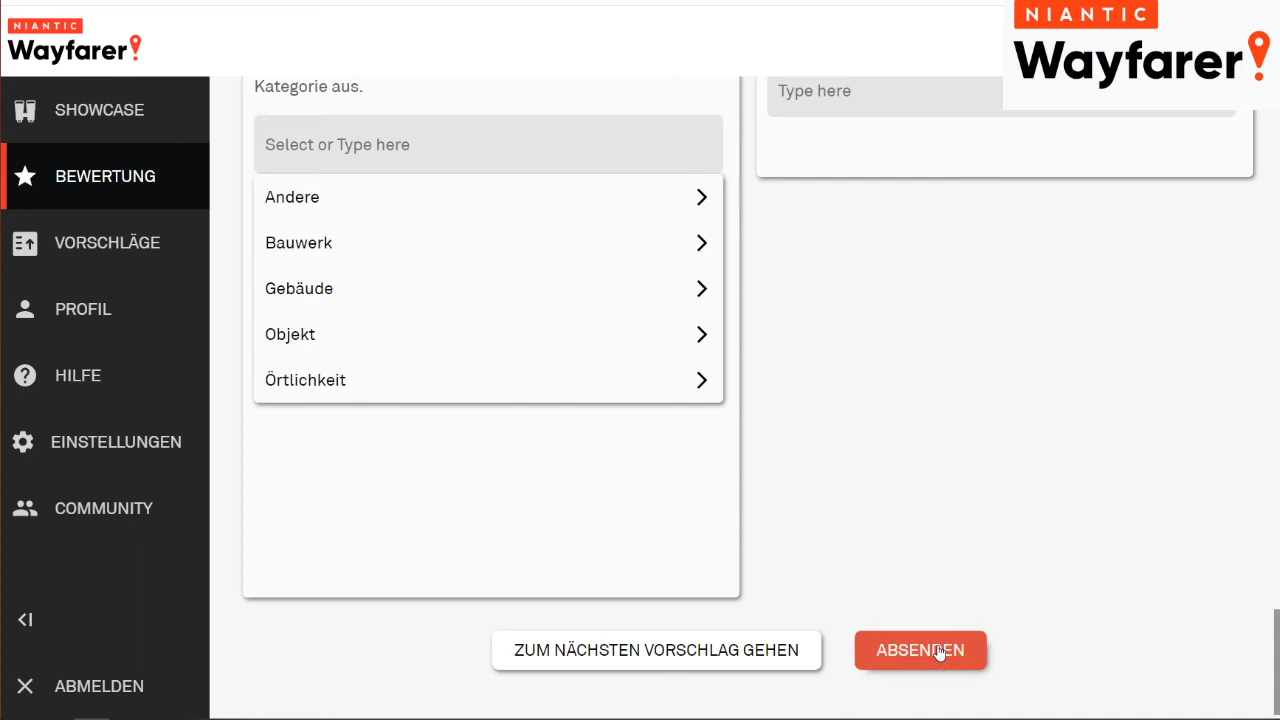 NIANTIC
Wayfarer!
NIANTIC
Wayfarer!
SHOWCASE
BEWERTUNG
VORSCHLÄGE
PROFIL
HILFE
EINSTELLUNGEN
COMMUNITY
ABMELDEN
Kategorie aus.
Select or Type here
Andere
Bauwerk
Gebäude
Objekt
Örtlichkeit
Type here
ZUM NÄCHSTEN VORSCHLAG GEHEN
ABSENDEN